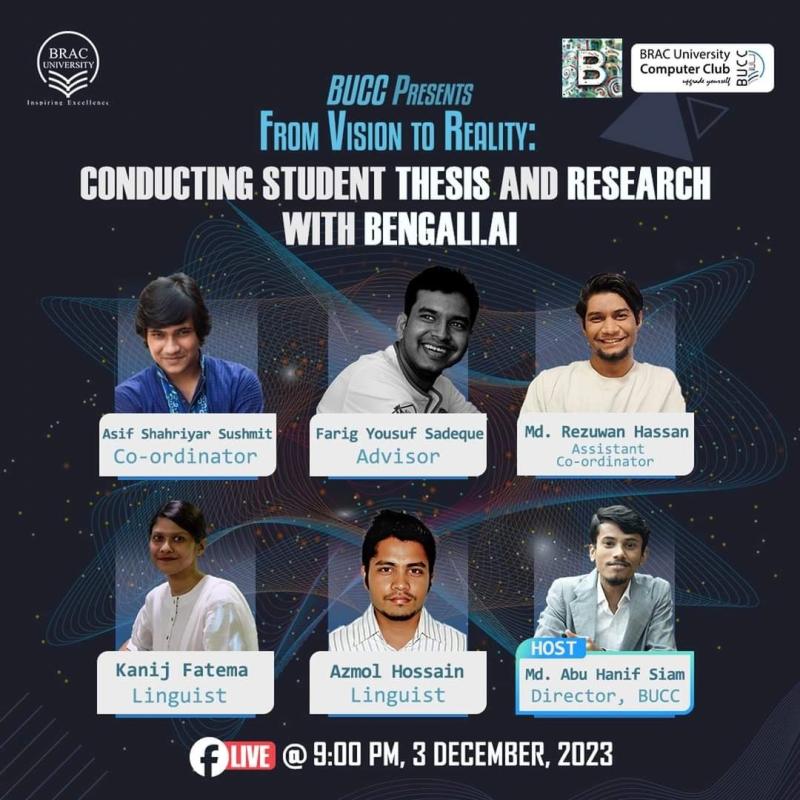 BRAC
UNIVERSITY
Inspiring Excellence
B
BRAC University
Computer Club
upgrade yourself
BUCC
BUCC PRESENTS
FROM VISION TO REALITY:
CONDUCTING STUDENT THESIS AND RESEARCH
WITH BENGALI.AI
Asif Shahriyar Sushmit
Co-ordinator
Farig Yousuf Sadeque
Advisor
Md. Rezuwan Hassan
Assistant
Co-ordinator
Kanij Fatema
Linguist
Azmol Hossain
Linguist
HOST
Md. Abu Hanif Siam
Director, BUCC
f LIVE @ 9:00 PM, 3 DECEMBER, 2023